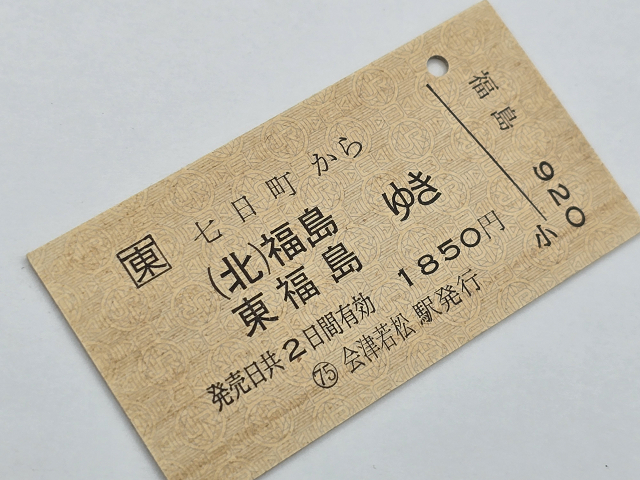 東
七日町 から
(北)福島 ゆき
東福島
発売日共2日間有効 1850円
㊄ 会津若松駅発行
福島
小 920